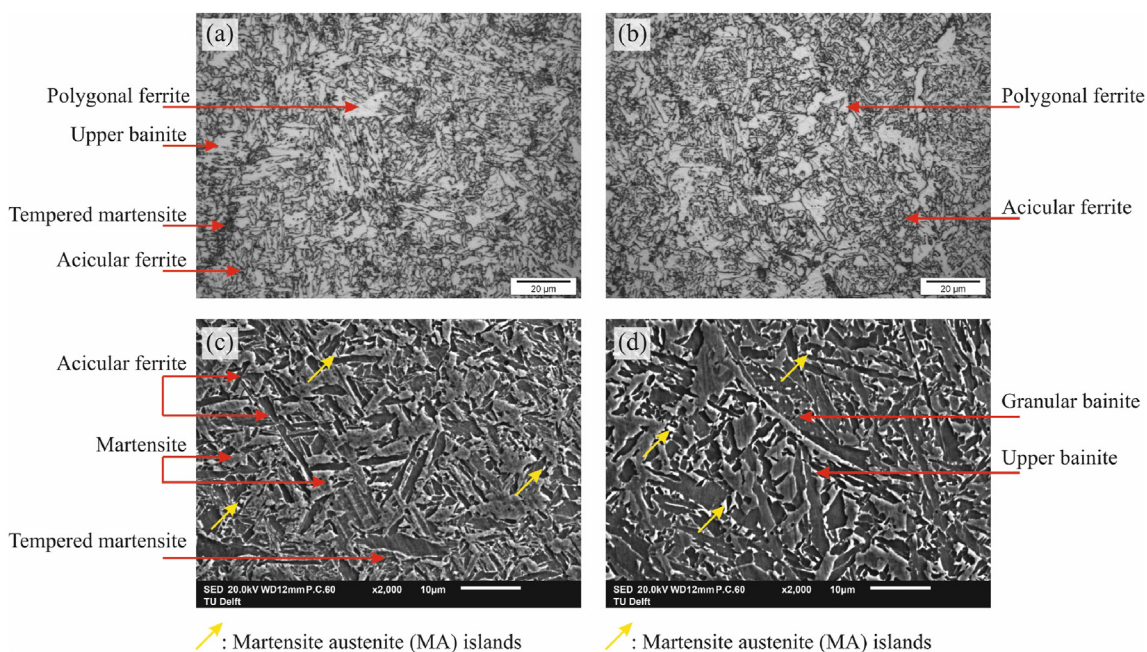 (a)
Polygonal ferrite
Upper bainite
Tempered martensite
Acicular ferrite
20 µm
(b)
Polygonal ferrite
Acicular ferrite
20 µm
(c)
Acicular ferrite
Martensite
Tempered martensite
SED 20.0kV WD12mm P.C.60 x2,000 10µm
TU Delft
(d)
Granular bainite
Upper bainite
SED 20.0kV WD12mm P.C.60 x2,000 10µm
TU Delft
: Martensite austenite (MA) islands
: Martensite austenite (MA) islands